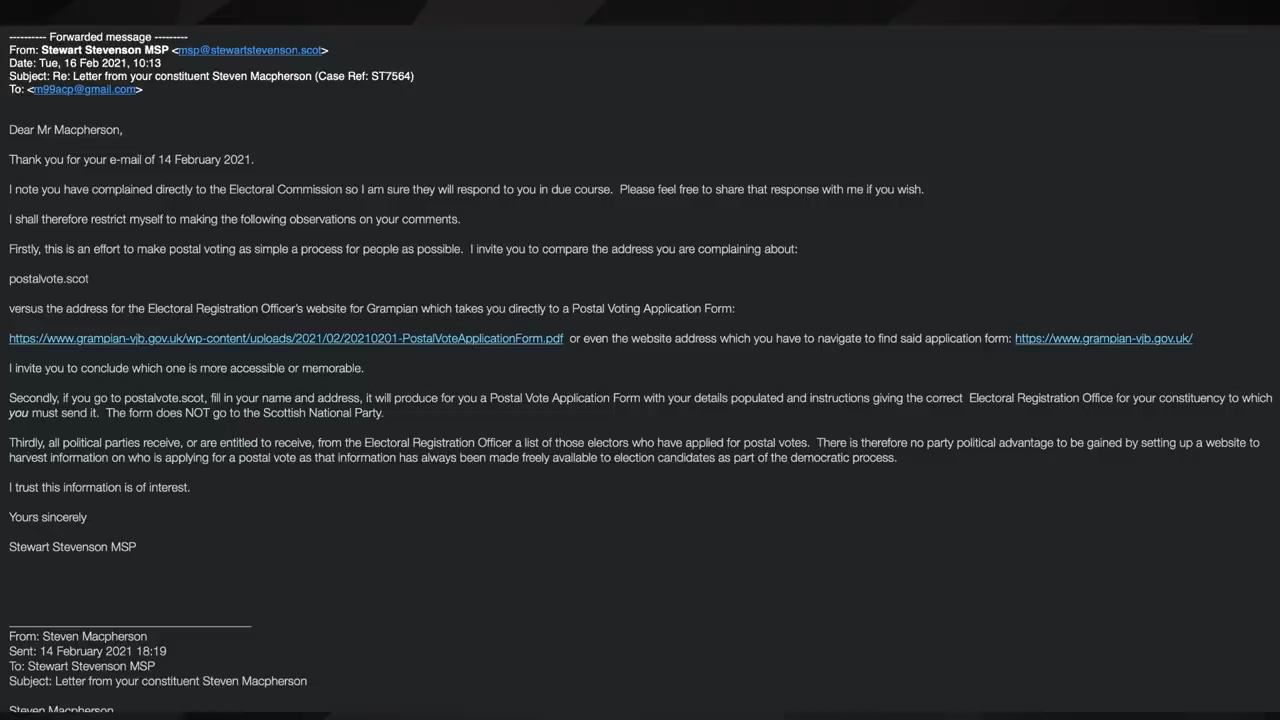 ---------- Forwarded message ---------
From: Stewart Stevenson MSP <msp@stewartstevenson.scot>
Date: Tue, 16 Feb 2021, 10:13
Subject: Re: Letter from your constituent Steven Macpherson (Case Ref: ST7564)
To: <m99acp@gmail.com>
Dear Mr Macpherson,
Thank you for your e-mail of 14 February 2021.
I note you have complained directly to the Electoral Commission so I am sure they will respond to you in due course.  Please feel free to share that response with me if you wish.
I shall therefore restrict myself to making the following observations on your comments.
Firstly, this is an effort to make postal voting as simple a process for people as possible.  I invite you to compare the address you are complaining about:
postalvote.scot
versus the address for the Electoral Registration Officer's website for Grampian which takes you directly to a Postal Voting Application Form:
https://www.grampian-vjb.gov.uk/wp-content/uploads/2021/02/20210201-PostalVoteApplicationForm.pdf  or even the website address which you have to navigate to find said application form: https://www.grampian-vjb.gov.uk/
I invite you to conclude which one is more accessible or memorable.
Secondly, if you go to postalvote.scot, fill in your name and address, it will produce for you a Postal Vote Application Form with your details populated and instructions giving the correct  Electoral Registration Office for your constituency to which
you must send it.  The form does NOT go to the Scottish National Party.
Thirdly, all political parties receive, or are entitled to receive, from the Electoral Registration Officer a list of those electors who have applied for postal votes.  There is therefore no party political advantage to be gained by setting up a website to
harvest information on who is applying for a postal vote as that information has always been made freely available to election candidates as part of the democratic process.
I trust this information is of interest.
Yours sincerely
Stewart Stevenson MSP
From: Steven Macpherson
Sent: 14 February 2021 18:19
To: Stewart Stevenson MSP
Subject: Letter from your constituent Steven Macpherson
Steven Macpherson